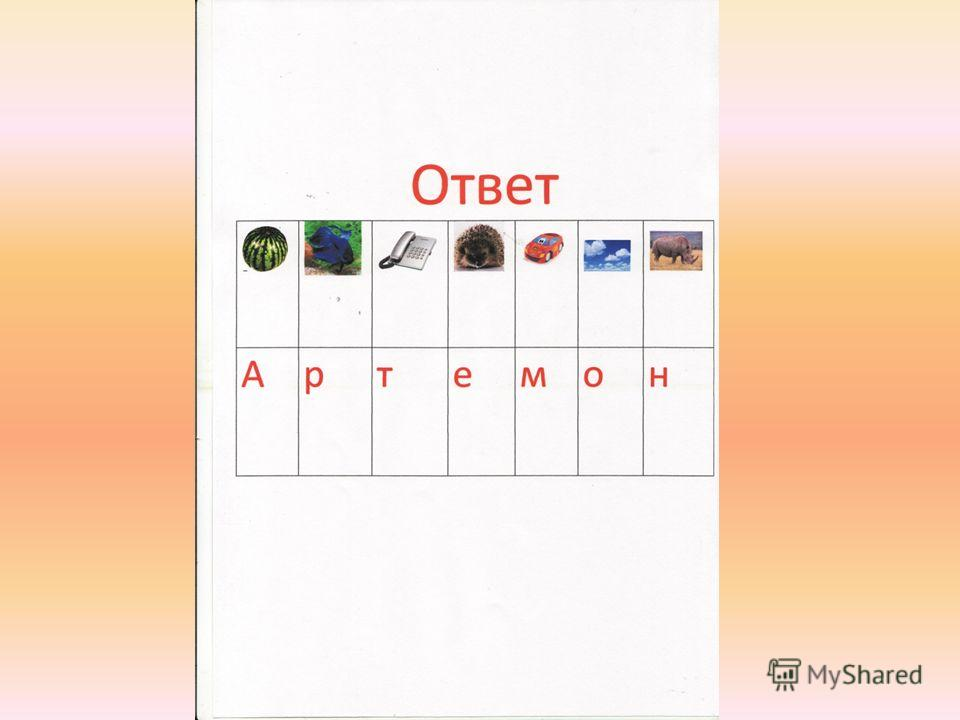 Ответ
А р т е м о н
MyShared